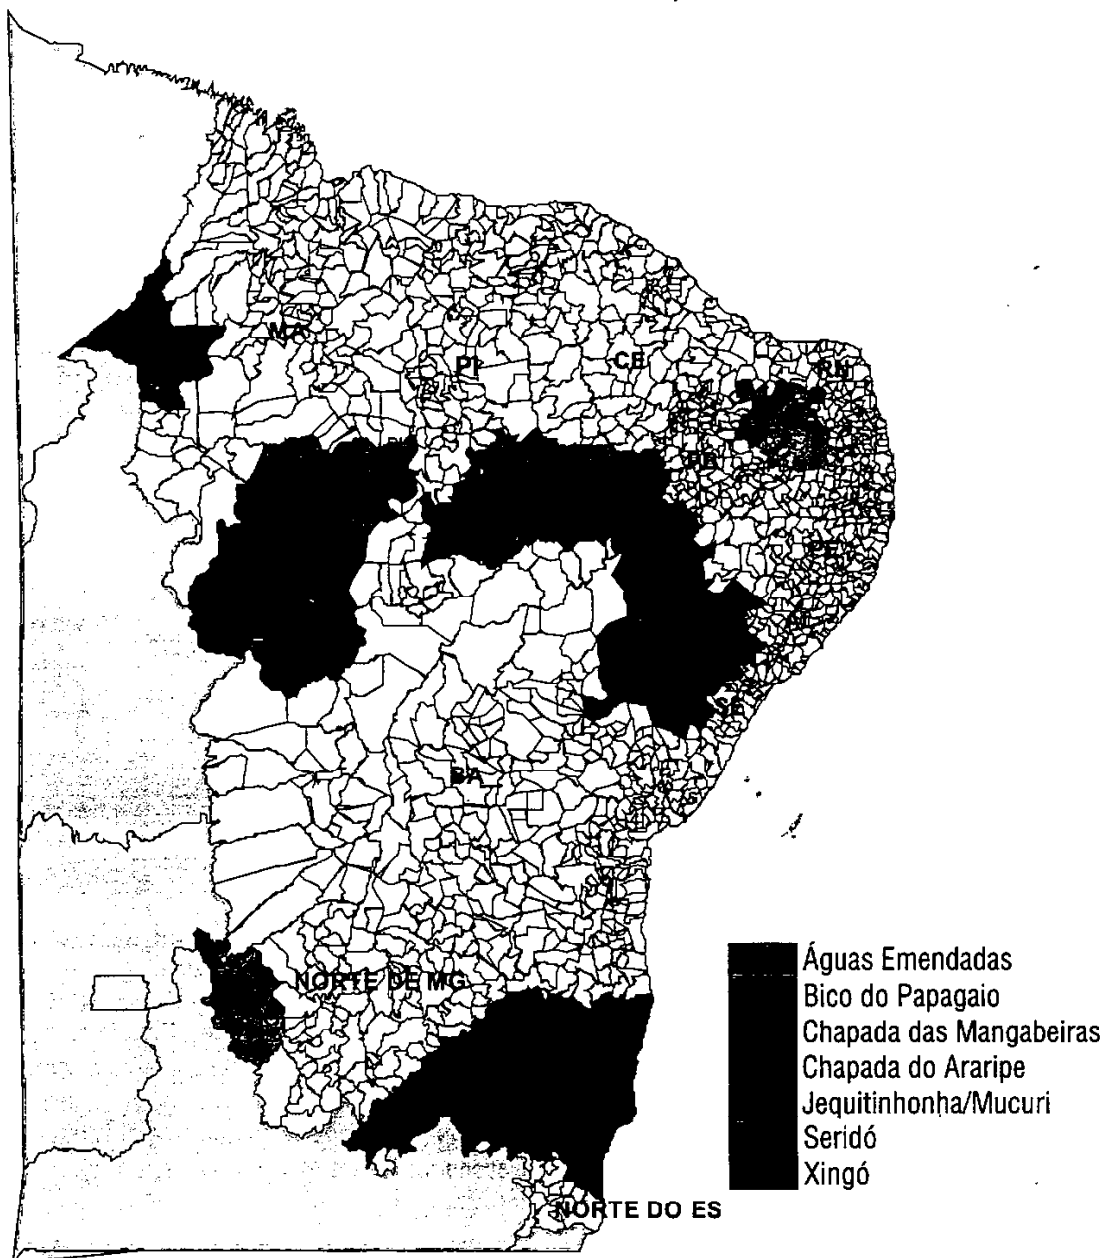 MA
PI
CE
RN
PB
PE
AL
SE
BA
NORTE DE MG
Águas Emendadas
Bico do Papagaio
Chapada das Mangabeiras
Chapada do Araripe
Jequitinhonha/Mucuri
Seridó
Xingó
NORTE DO ES